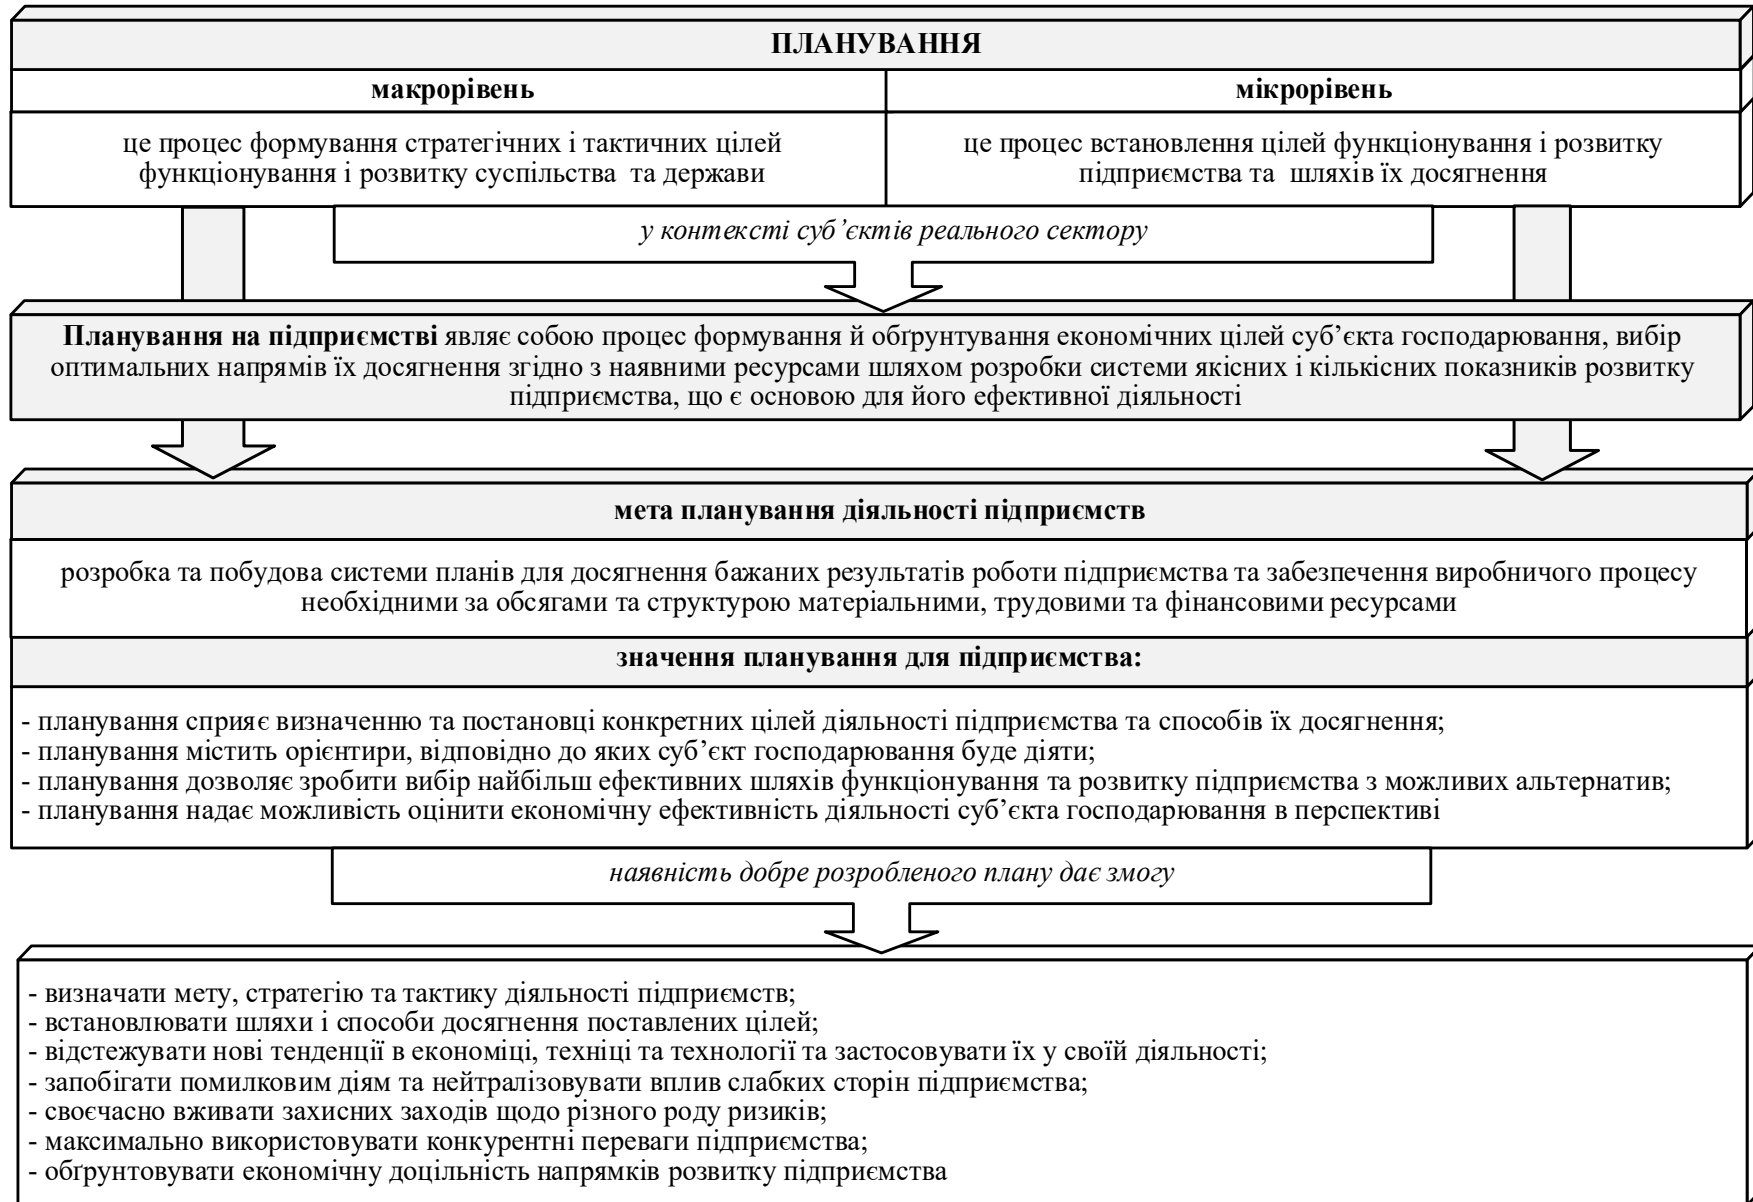 ПЛАНУВАННЯ
макрорівень
мікрорівень
це процес формування стратегічних і тактичних цілей
функціонування і розвитку суспільства та держави
це процес встановлення цілей функціонування і розвитку
підприємства та шляхів їх досягнення
у контексті суб’єктів реального сектору
Планування на підприємстві являє собою процес формування й обґрунтування економічних цілей суб’єкта господарювання, вибір
оптимальних напрямів їх досягнення згідно з наявними ресурсами шляхом розробки системи якісних і кількісних показників розвитку
підприємства, що є основою для його ефективної діяльності
мета планування діяльності підприємств
розробка та побудова системи планів для досягнення бажаних результатів роботи підприємства та забезпечення виробничого процесу
необхідними за обсягами та структурою матеріальними, трудовими та фінансовими ресурсами
значення планування для підприємства:
- планування сприяє визначенню та постановці конкретних цілей діяльності підприємства та способів їх досягнення;
- планування містить орієнтири, відповідно до яких суб’єкт господарювання буде діяти;
- планування дозволяє зробити вибір найбільш ефективних шляхів функціонування та розвитку підприємства з можливих альтернатив;
- планування надає можливість оцінити економічну ефективність діяльності суб’єкта господарювання в перспективі
наявність добре розробленого плану дає змогу
- визначати мету, стратегію та тактику діяльності підприємств;
- встановлювати шляхи і способи досягнення поставлених цілей;
- відстежувати нові тенденції в економіці, техніці та технології та застосовувати їх у своїй діяльності;
- запобігати помилковим діям та нейтралізовувати вплив слабких сторін підприємства;
- своєчасно вживати захисних заходів щодо різного роду ризиків;
- максимально використовувати конкурентні переваги підприємства;
- обґрунтовувати економічну доцільність напрямків розвитку підприємства